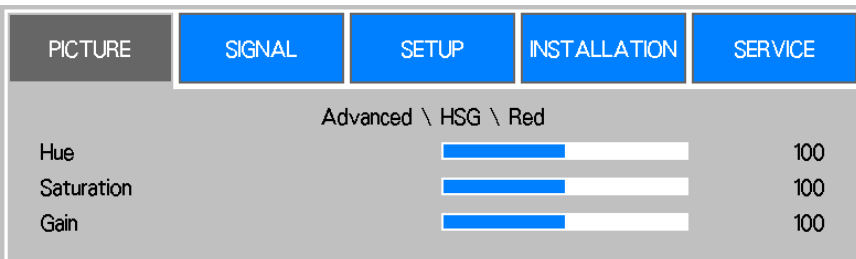 PICTURE SIGNAL SETUP INSTALLATION SERVICE
Advanced \ HSG \ Red
Hue 100
Saturation 100
Gain 100